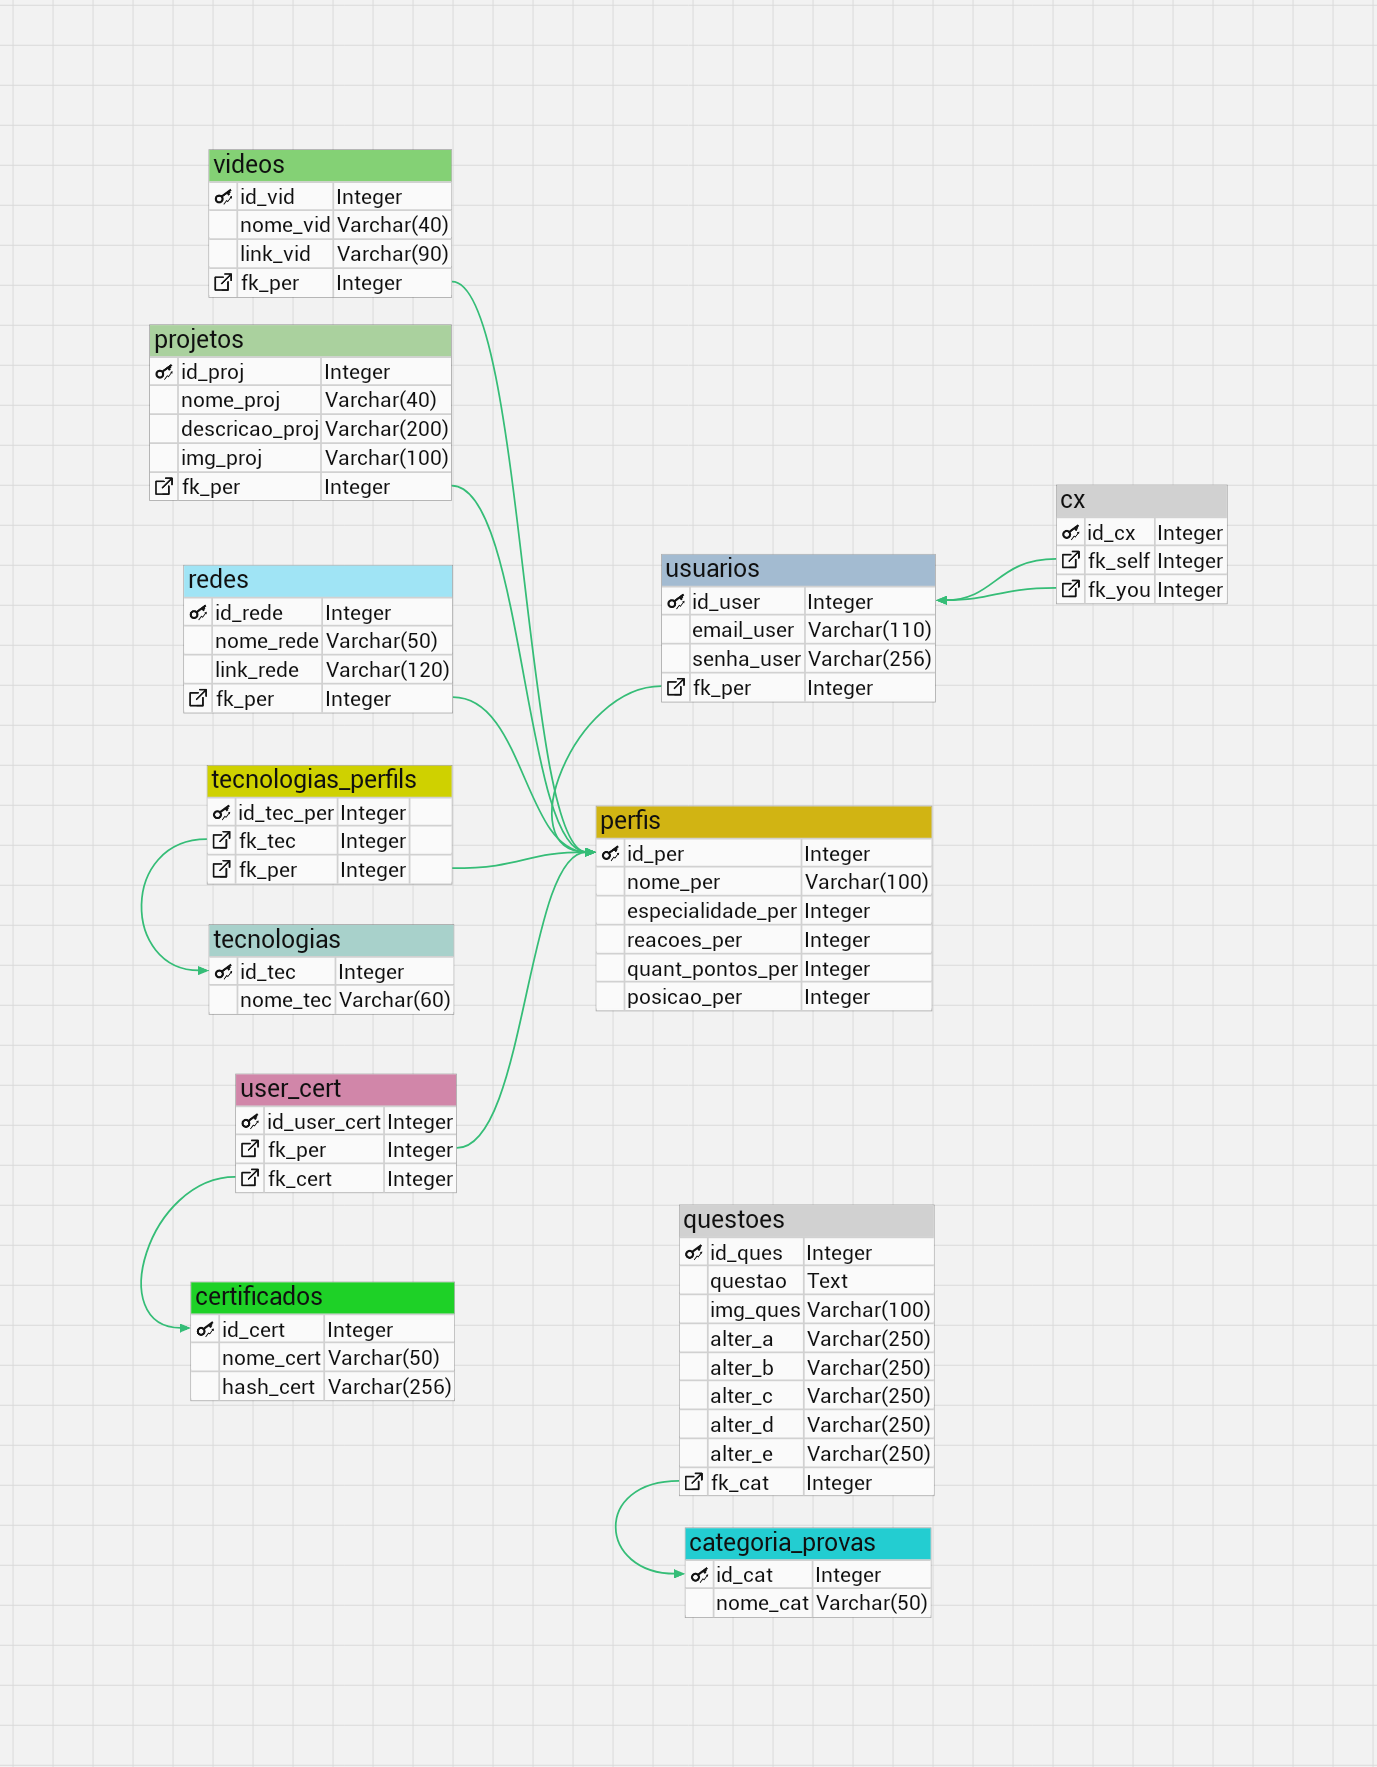 videos
id_vid Integer
nome_vid Varchar(40)
link_vid Varchar(90)
fk_per Integer
projetos
id_proj Integer
nome_proj Varchar(40)
descricao_proj Varchar(200)
img_proj Varchar(100)
fk_per Integer
redes
id_rede Integer
nome_rede Varchar(50)
link_rede Varchar(120)
fk_per Integer
tecnologias_perfils
id_tec_per Integer
fk_tec Integer
fk_per Integer
tecnologias
id_tec Integer
nome_tec Varchar(60)
user_cert
id_user_cert Integer
fk_per Integer
fk_cert Integer
certificados
id_cert Integer
nome_cert Varchar(50)
hash_cert Varchar(256)
usuarios
id_user Integer
email_user Varchar(110)
senha_user Varchar(256)
fk_per Integer
cx
id_cx Integer
fk_self Integer
fk_you Integer
perfis
id_per Integer
nome_per Varchar(100)
especialidade_per Integer
reacoes_per Integer
quant_pontos_per Integer
posicao_per Integer
questoes
id_ques Integer
questao Text
img_ques Varchar(100)
alter_a Varchar(250)
alter_b Varchar(250)
alter_c Varchar(250)
alter_d Varchar(250)
alter_e Varchar(250)
fk_cat Integer
categoria_provas
id_cat Integer
nome_cat Varchar(50)